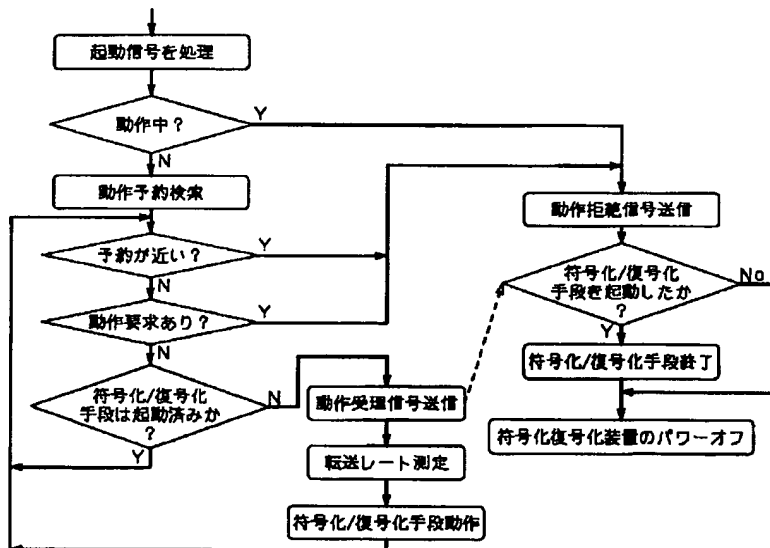 起動信号を処理
動作中？
Y
N
動作予約検索
予約が近い？
Y
N
動作要求あり？
Y
N
符号化/復号化
手段は起動済みか
？
N
Y
動作受理信号送信
転送レート測定
符号化/復号化手段動作
動作拒絶信号送信
符号化/復号化
手段を起動したか
？
No
Y
符号化/復号化手段終了
符号化復号化装置のパワーオフ